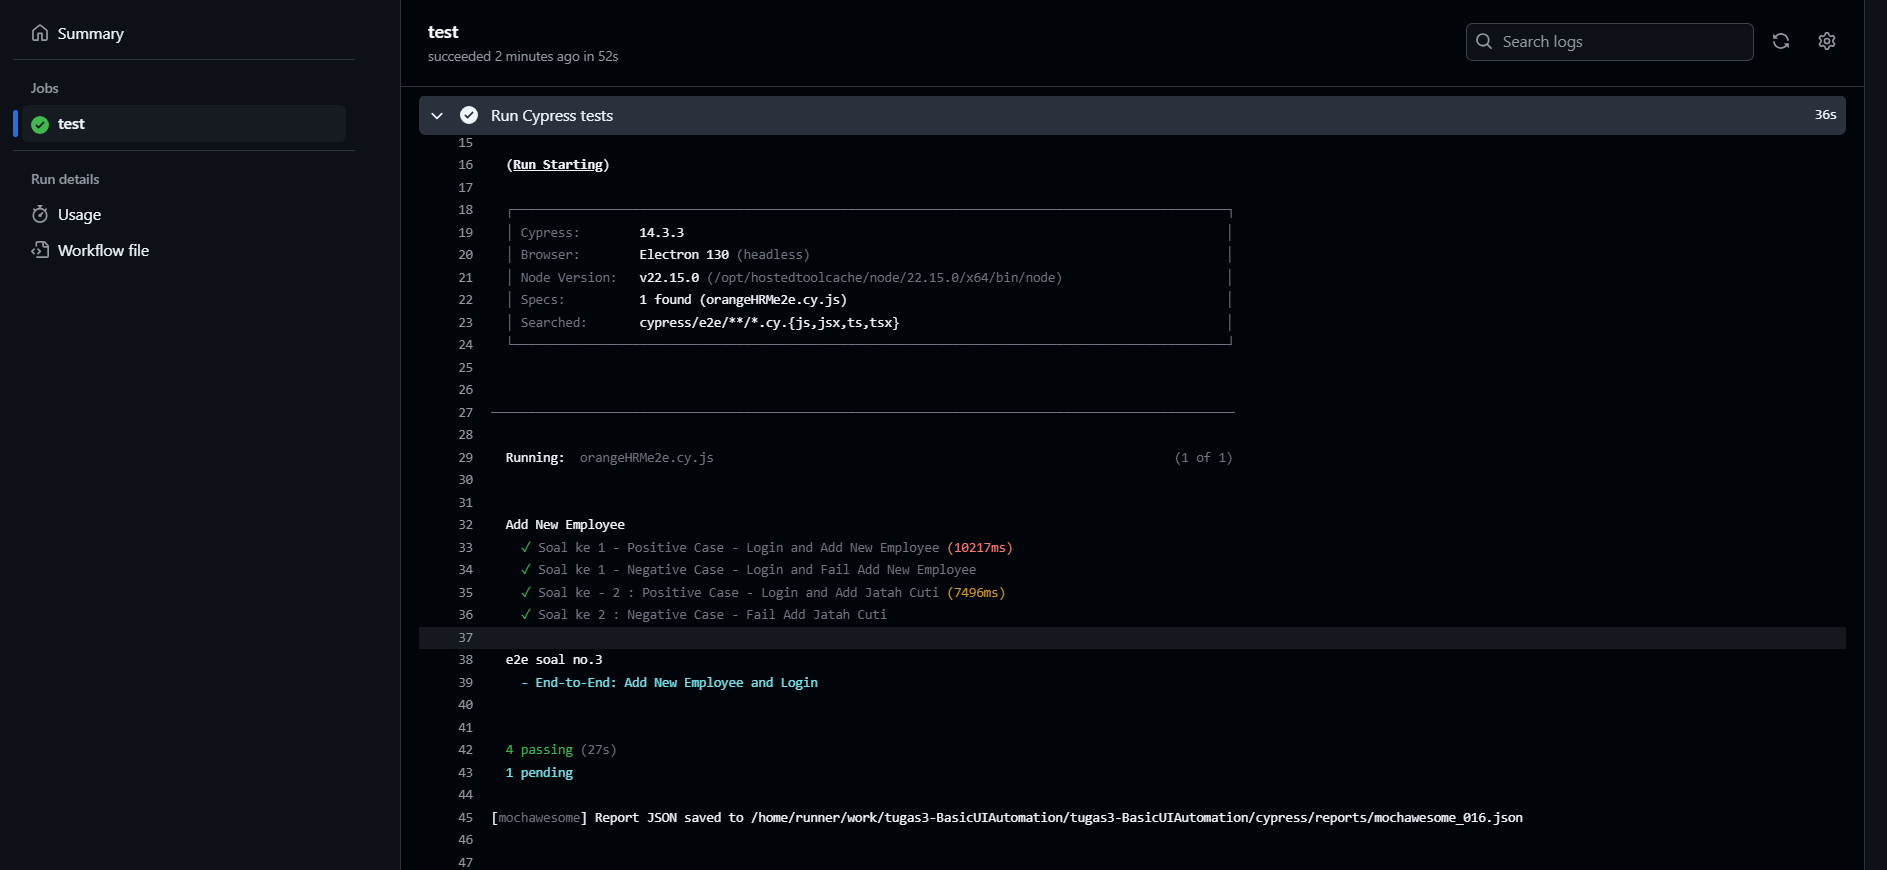 Summary
Jobs
test
Run details
Usage
Workflow file
test
succeeded 2 minutes ago in 52s
Search logs
Run Cypress tests 36s
15
16 (Run Starting)
17
18
19 Cypress: 14.3.3
20 Browser: Electron 130 (headless)
21 Node Version: v22.15.0 (/opt/hostedtoolcache/node/22.15.0/x64/bin/node)
22 Specs: 1 found (orangeHRMe2e.cy.js)
23 Searched: cypress/e2e/**/*.cy.{js,jsx,ts,tsx}
24
25
26
27
28
29 Running: orangeHRMe2e.cy.js (1 of 1)
30
31
32 Add New Employee
33 ✓ Soal ke 1 - Positive Case - Login and Add New Employee (10217ms)
34 ✓ Soal ke 1 - Negative Case - Login and Fail Add New Employee
35 ✓ Soal ke - 2 : Positive Case - Login and Add Jatah Cuti (7496ms)
36 ✓ Soal ke 2 : Negative Case - Fail Add Jatah Cuti
37
38 e2e soal no.3
39 - End-to-End: Add New Employee and Login
40
41
42 4 passing (27s)
43 1 pending
44
45 [mochawesome] Report JSON saved to /home/runner/work/tugas3-BasicUIAutomation/tugas3-BasicUIAutomation/cypress/reports/mochawesome_016.json
46
47